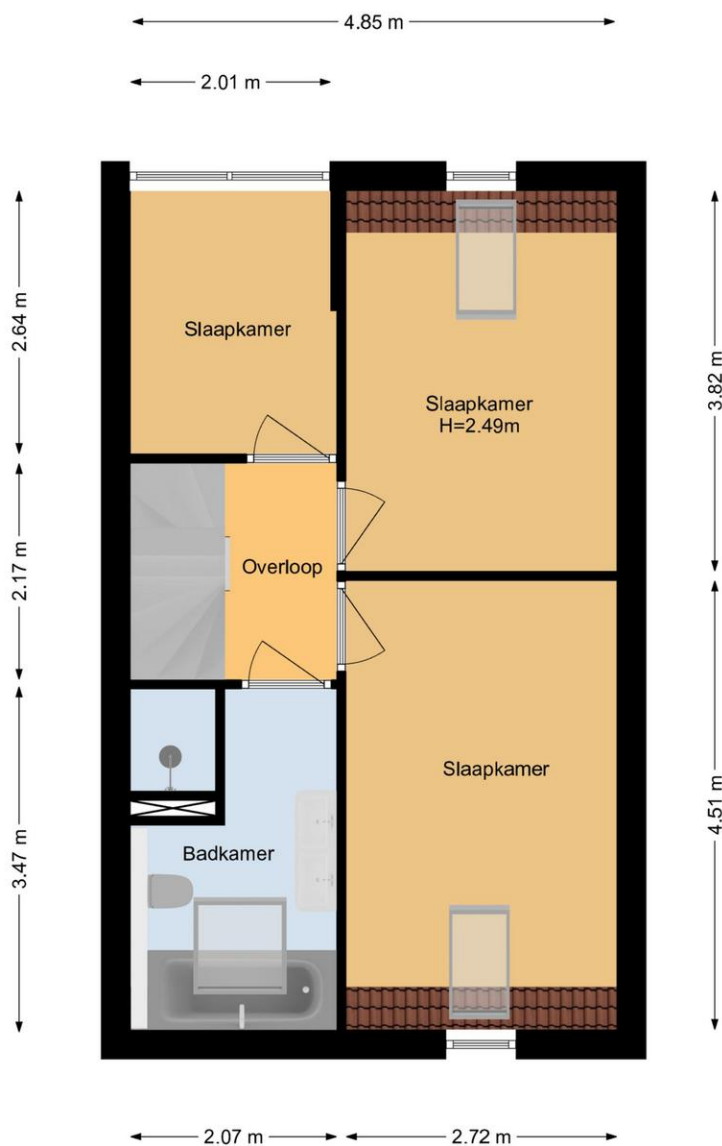 4.85 m
2.01 m
2.64 m
2.17 m
3.47 m
Slaapkamer
Slaapkamer
H=2.49m
Overloop
Slaapkamer
Badkamer
3.82 m
4.51 m
2.07 m
2.72 m